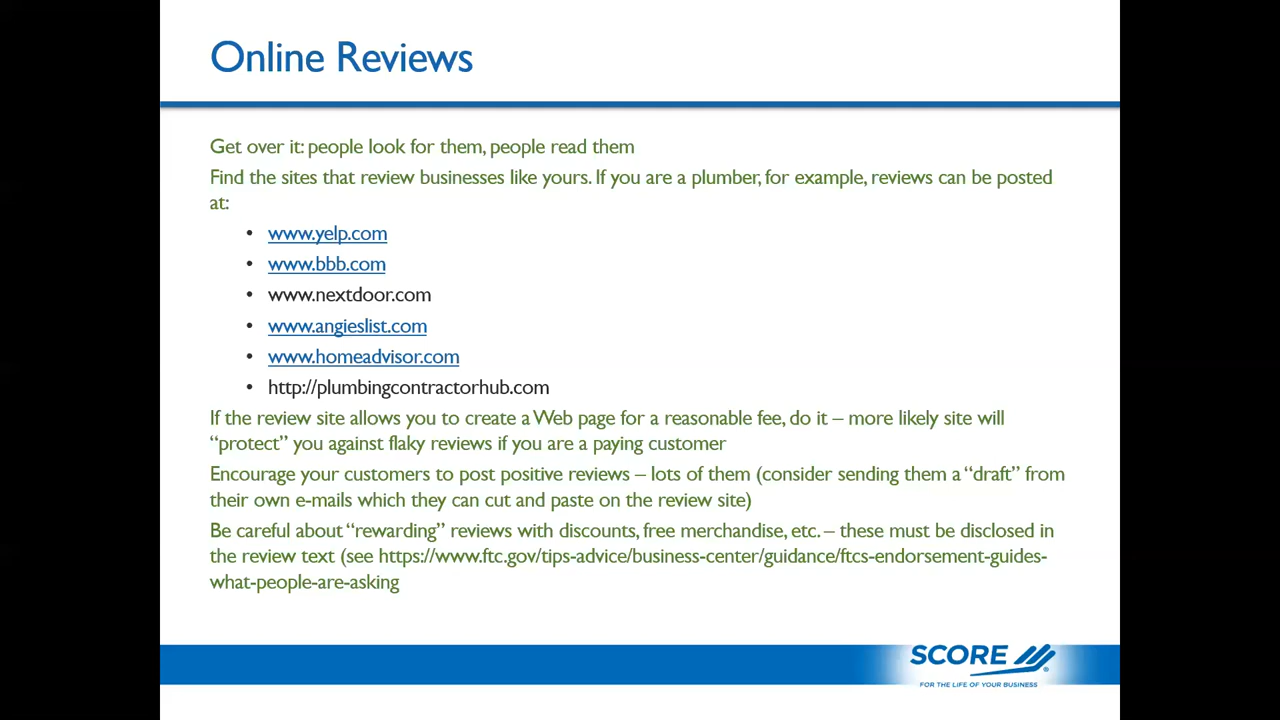 Online Reviews
Get over it: people look for them, people read them
Find the sites that review businesses like yours. If you are a plumber, for example, reviews can be posted
at:
• www.yelp.com
• www.bbb.com
• www.nextdoor.com
• www.angieslist.com
• www.homeadvisor.com
• http://plumbingcontractorhub.com
If the review site allows you to create a Web page for a reasonable fee, do it – more likely site will
“protect” you against flaky reviews if you are a paying customer
Encourage your customers to post positive reviews – lots of them (consider sending them a “draft” from
their own e-mails which they can cut and paste on the review site)
Be careful about “rewarding” reviews with discounts, free merchandise, etc. – these must be disclosed in
the review text (see https://www.ftc.gov/tips-advice/business-center/guidance/ftcs-endorsement-guides-
what-people-are-asking
SCORE
FOR THE LIFE OF YOUR BUSINESS